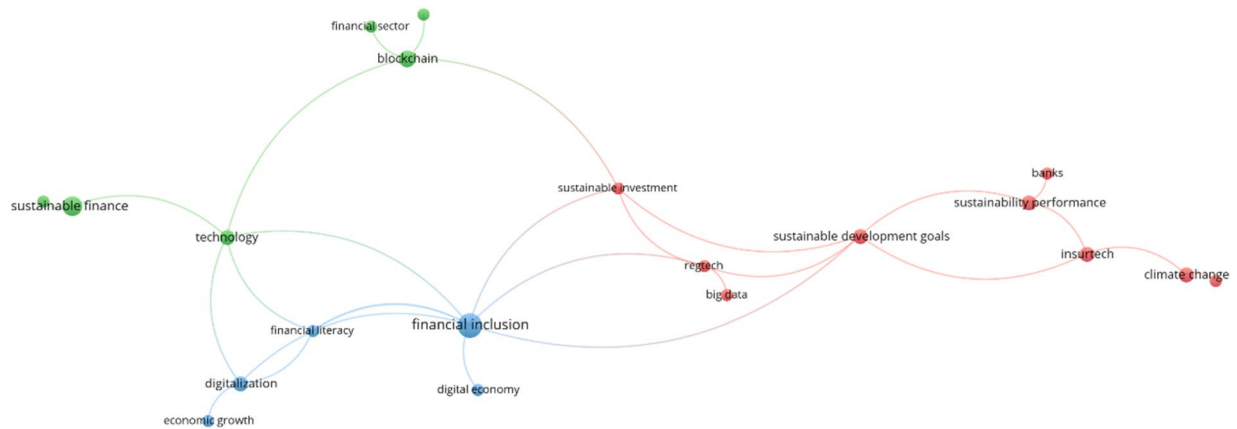 financial sector
blockchain
sustainable finance
technology
sustainable investment
banks
sustainability performance
sustainable development goals
insurtech
climate change
regtech
big data
financial literacy
financial inclusion
digitalization
digital economy
economic growth